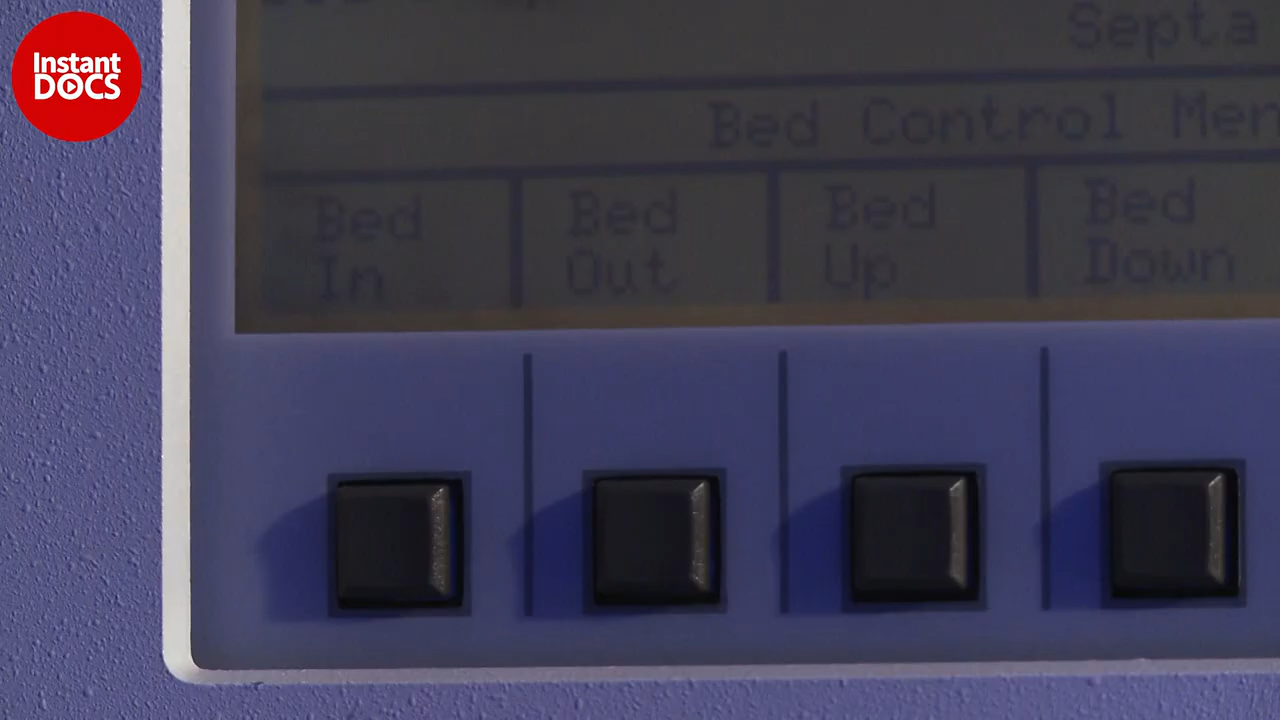 Instant
DOCS
Septa
Bed Control Men
Bed
In
Bed
Out
Bed
Up
Bed
Down